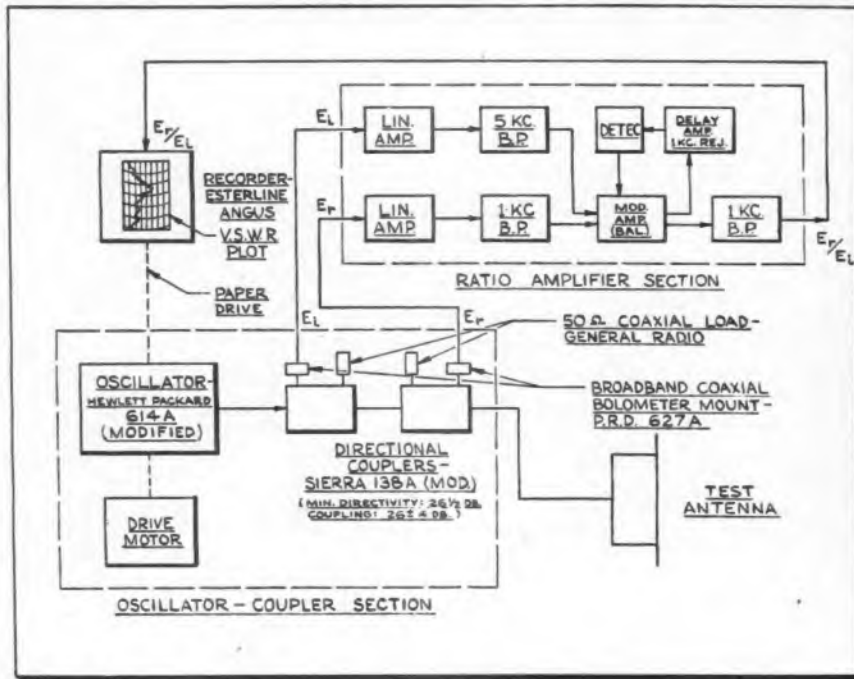 Er/EL
RECORDER-
ESTERLINE
ANGUS
V.S.W.R
PLOT
PAPER
DRIVE
EL
LIN.
AMP.
5 KC.
B.P.
DETEC
DELAY
AMP.
1KC. REJ.
Er
LIN.
AMP.
1 KC
B.P.
MOD.
AMP.
(BAL.)
1 KC.
B.P.
Er/EL
RATIO AMPLIFIER SECTION
EL
Er
50 Ω COAXIAL LOAD-
GENERAL RADIO
BROADBAND COAXIAL
BOLOMETER MOUNT-
P.R.D. 627A
OSCILLATOR-
HEWLETT PACKARD
614A
(MODIFIED)
DIRECTIONAL
COUPLERS-
SIERRA 138A (MOD.)
(MIN. DIRECTIVITY: 26 1/2 DB.
COUPLING: 26 ± 4 DB.)
DRIVE
MOTOR
TEST
ANTENNA
OSCILLATOR-COUPLER SECTION